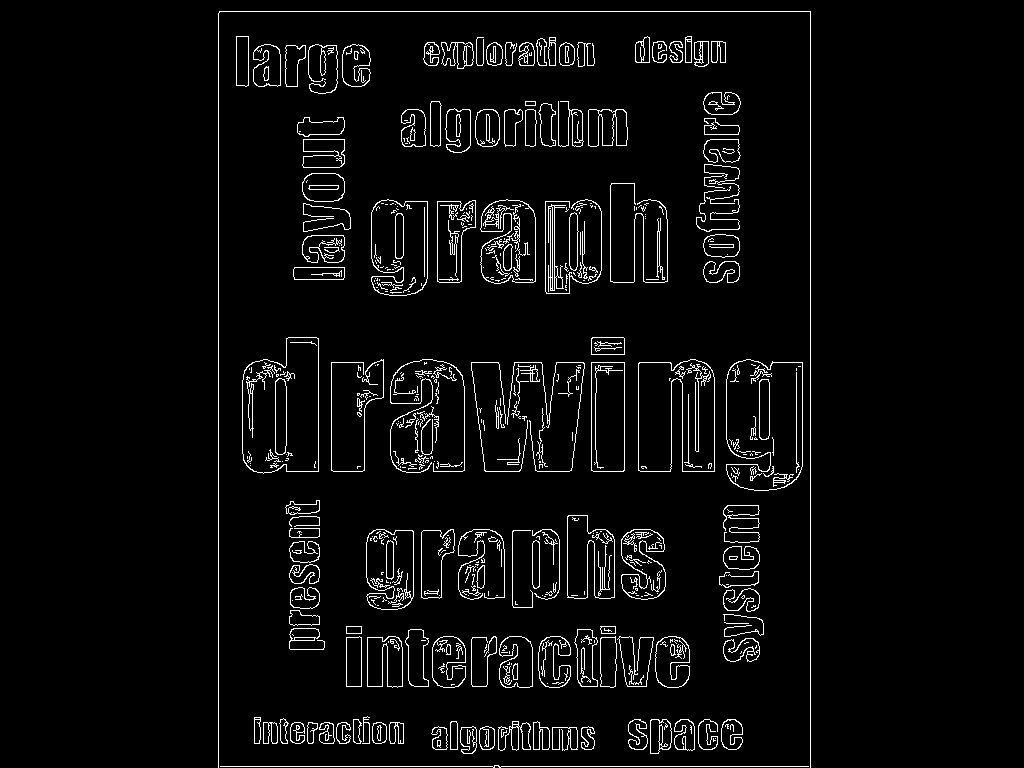 large exploration design
algorithm
layout software
graph
drawing
present system
graphs
interactive
interaction algorithms space